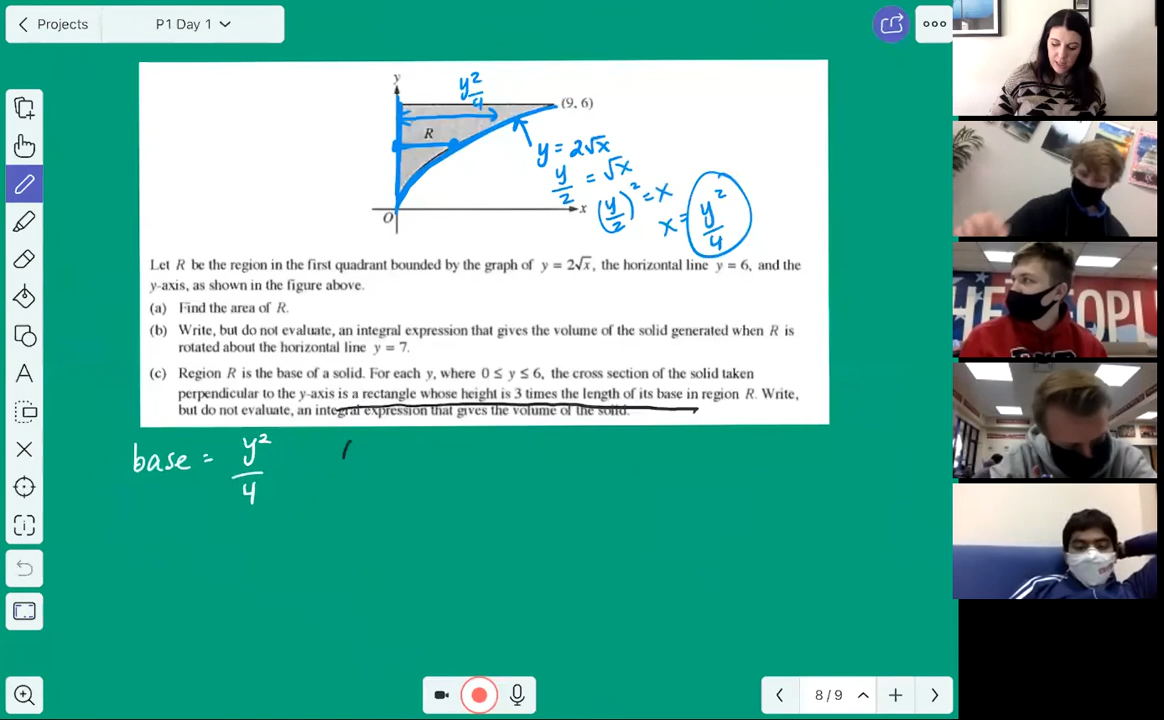 Projects
P1 Day 1
y
y²/4
(9, 6)
R
y = 2√x
y/2 = √x
(y/2)² = x
x = y²/4
O
x
Let R be the region in the first quadrant bounded by the graph of y = 2√x, the horizontal line y = 6, and the
y-axis, as shown in the figure above.
(a) Find the area of R.
(b) Write, but do not evaluate, an integral expression that gives the volume of the solid generated when R is
rotated about the horizontal line y = 7.
(c) Region R is the base of a solid. For each y, where 0 ≤ y ≤ 6, the cross section of the solid taken
perpendicular to the y-axis is a rectangle whose height is 3 times the length of its base in region R. Write,
but do not evaluate, an integral expression that gives the volume of the solid.
base = y²/4
A
8/9